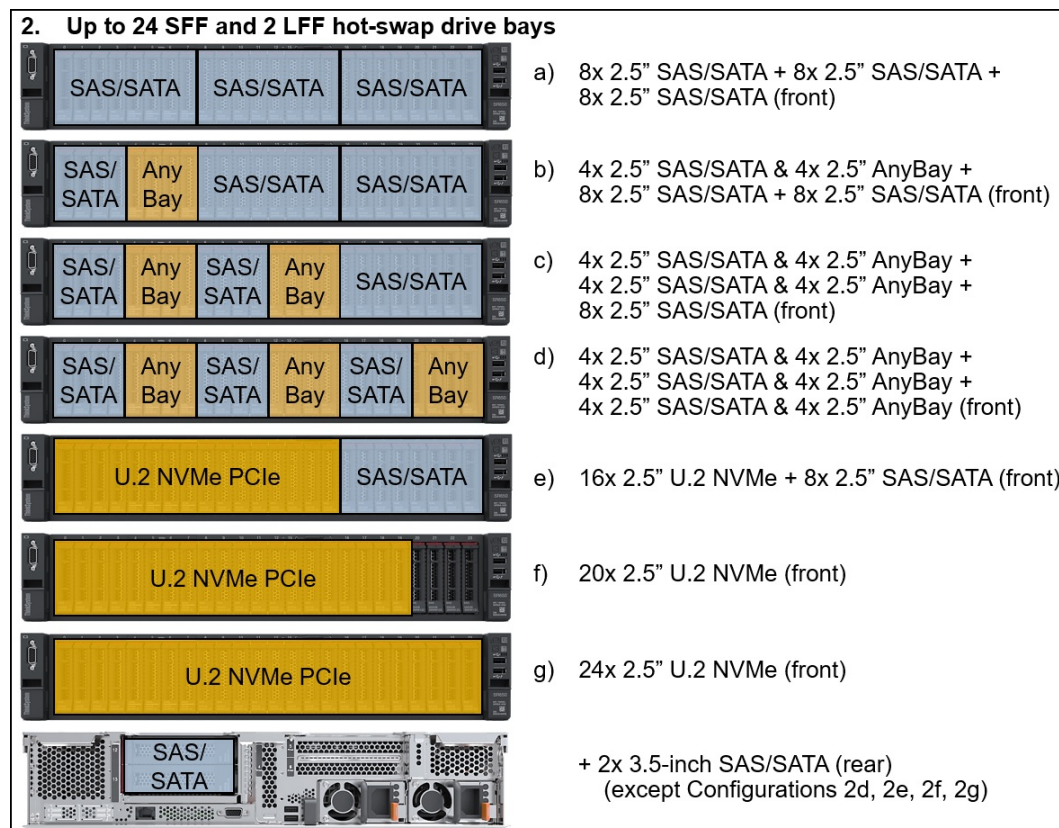 2. Up to 24 SFF and 2 LFF hot-swap drive bays
SAS/SATA SAS/SATA SAS/SATA
a) 8x 2.5” SAS/SATA + 8x 2.5” SAS/SATA +
8x 2.5” SAS/SATA (front)
SAS/
SATA
Any
Bay
SAS/SATA SAS/SATA
b) 4x 2.5” SAS/SATA & 4x 2.5” AnyBay +
8x 2.5” SAS/SATA + 8x 2.5” SAS/SATA (front)
SAS/
SATA
Any
Bay
SAS/
SATA
Any
Bay
SAS/SATA
c) 4x 2.5” SAS/SATA & 4x 2.5” AnyBay +
4x 2.5” SAS/SATA & 4x 2.5” AnyBay +
8x 2.5” SAS/SATA (front)
SAS/
SATA
Any
Bay
SAS/
SATA
Any
Bay
SAS/
SATA
Any
Bay
d) 4x 2.5” SAS/SATA & 4x 2.5” AnyBay +
4x 2.5” SAS/SATA & 4x 2.5” AnyBay +
4x 2.5” SAS/SATA & 4x 2.5” AnyBay (front)
U.2 NVMe PCIe SAS/SATA
e) 16x 2.5” U.2 NVMe + 8x 2.5” SAS/SATA (front)
U.2 NVMe PCIe
f) 20x 2.5” U.2 NVMe (front)
U.2 NVMe PCIe
g) 24x 2.5” U.2 NVMe (front)
SAS/
SATA
+ 2x 3.5-inch SAS/SATA (rear)
(except Configurations 2d, 2e, 2f, 2g)